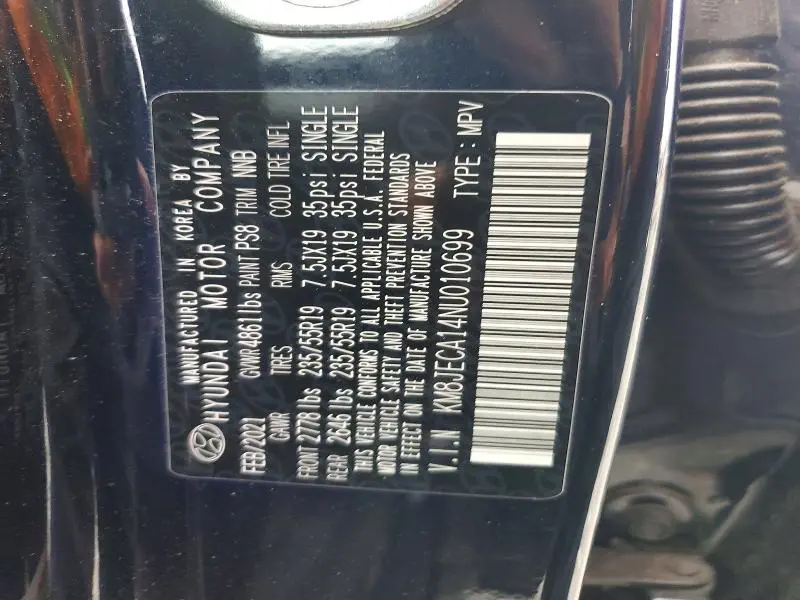 MANUFACTURED IN KOREA BY
HYUNDAI MOTOR COMPANY
FEB/2021 GVWR 4861 lbs PAINT PS8 TRIM NNB
GAWR TIRES RIMS COLD TIRE INFL
FRONT 2778 lbs 235/55R19 7.5JX19 35psi SINGLE
REAR 2646 lbs 235/55R19 7.5JX19 35psi SINGLE
THIS VEHICLE CONFORMS TO ALL APPLICABLE U.S.A. FEDERAL
MOTOR VEHICLE SAFETY AND THEFT PREVENTION STANDARDS
IN EFFECT ON THE DATE OF MANUFACTURE SHOWN ABOVE
V.I.N KM8JECA14NU010699 TYPE : MPV